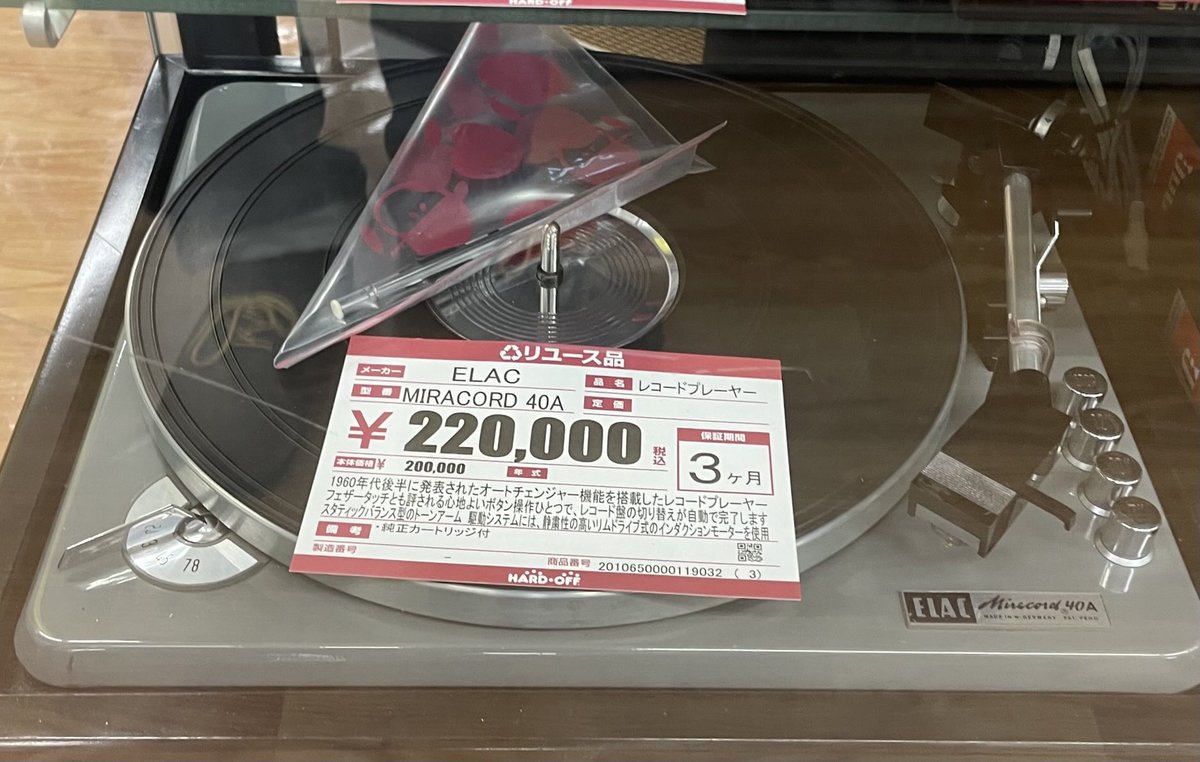 HARD・OFF
リユース品
メーカー ELAC 品名 レコードプレーヤー
型番 MIRACORD 40A 定価
¥ 220,000 税込
保証期間
3ヶ月
本体価格¥ 200,000 年式
1960年代後半に発表されたオートチェンジャー機能を搭載したレコードプレーヤー
フェザータッチとも評される心地よいボタン操作ひとつで、レコード盤の切り替えが自動で完了します
スタティックバランス型のトーンアーム 駆動システムには、静粛性の高いリムドライブ式のインダクションモーターを使用
備考 ・純正カートリッジ付
製造番号 － 商品番号 2010650000119032 ( 3)
HARD・OFF
78
ELAC Miracord 40A
MADE IN W-GERMANY